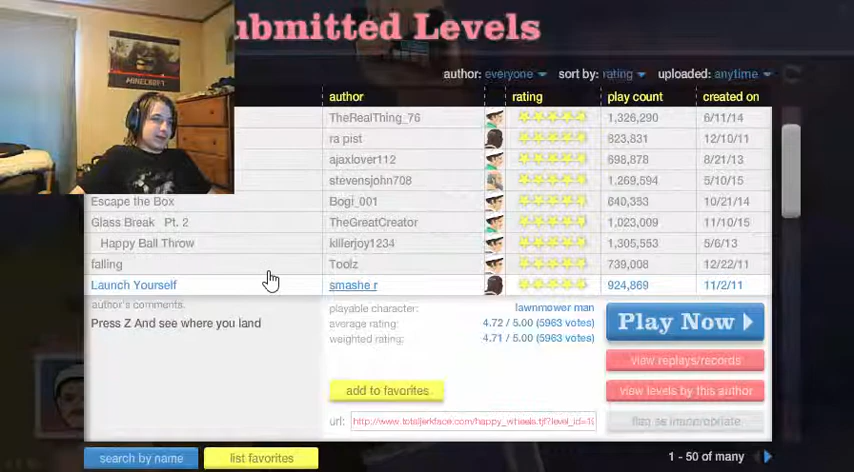 ubmitted Levels
MINECRAFT
author: everyone sort by: rating uploaded: anytime
author rating play count created on
TheRealThing_76 1,326,290 6/11/14
ra pist 823,831 12/10/11
ajaxlover112 698,878 8/21/13
stevensjohn708 1,269,594 5/10/15
Escape the Box Bogi_001 640,353 10/21/14
Glass Break Pt. 2 TheGreatCreator 1,023,009 11/10/15
Happy Ball Throw killerjoy1234 1,305,553 5/6/13
falling Toolz 739,008 12/22/11
Launch Yourself smashe r 924,869 11/2/11
author's comments:
Press Z And see where you land
playable character: lawnmower man
average rating: 4.72 / 5.00 (5963 votes)
weighted rating: 4.71 / 5.00 (5963 votes)
Play Now
view replays/records
add to favorites
view levels by this author
url: http://www.totaljerkface.com/happy_wheels.tjf?level_id=19
flag as inappropriate
search by name list favorites 1 - 50 of many